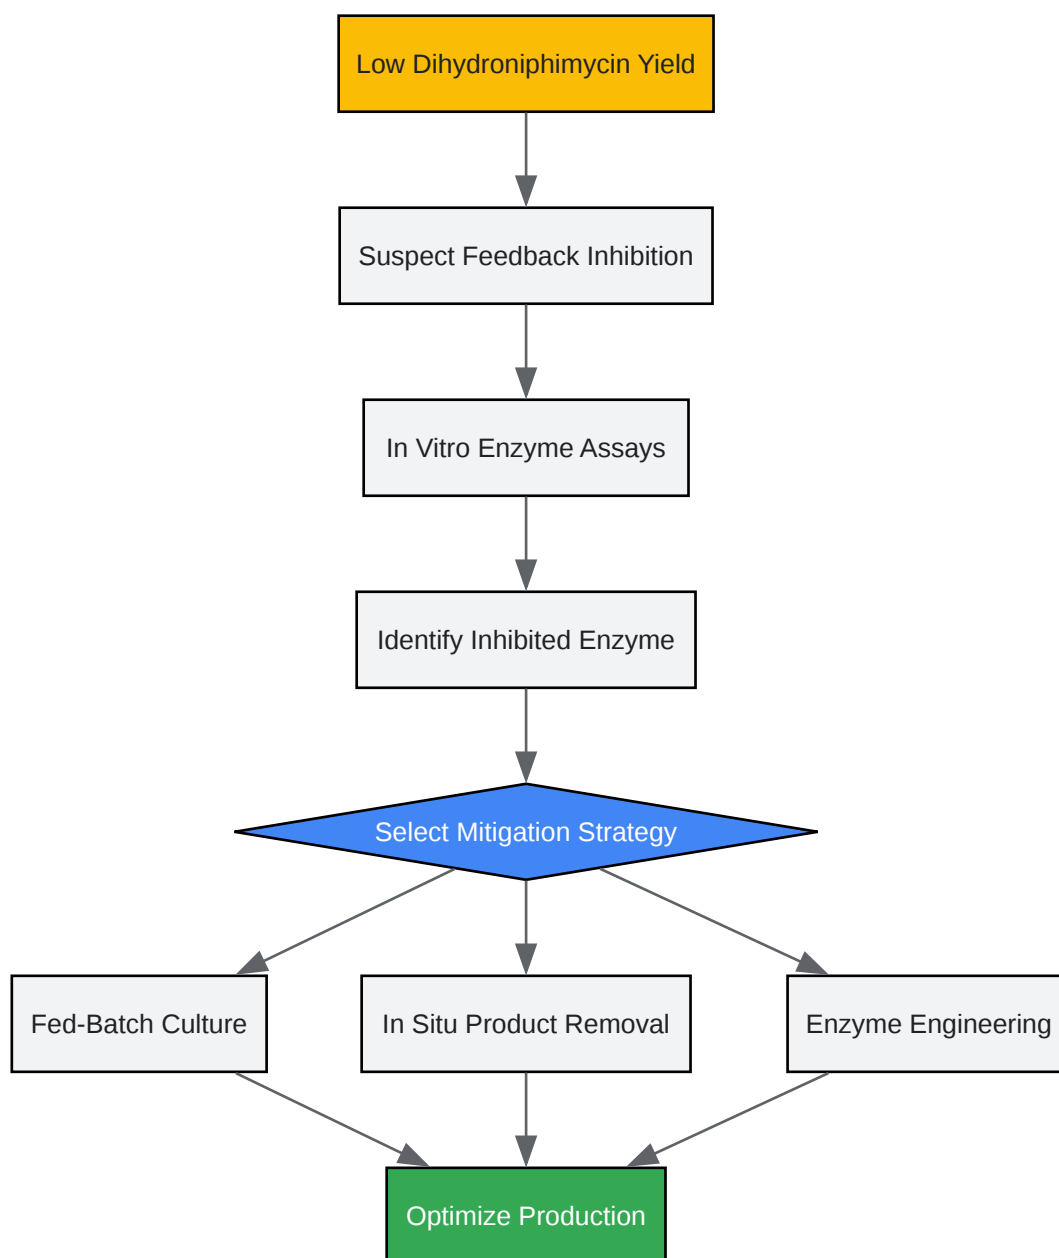 Low Dihydroniphimycin Yield
Suspect Feedback Inhibition
In Vitro Enzyme Assays
Identify Inhibited Enzyme
Select Mitigation Strategy
Fed-Batch Culture
In Situ Product Removal
Enzyme Engineering
Optimize Production